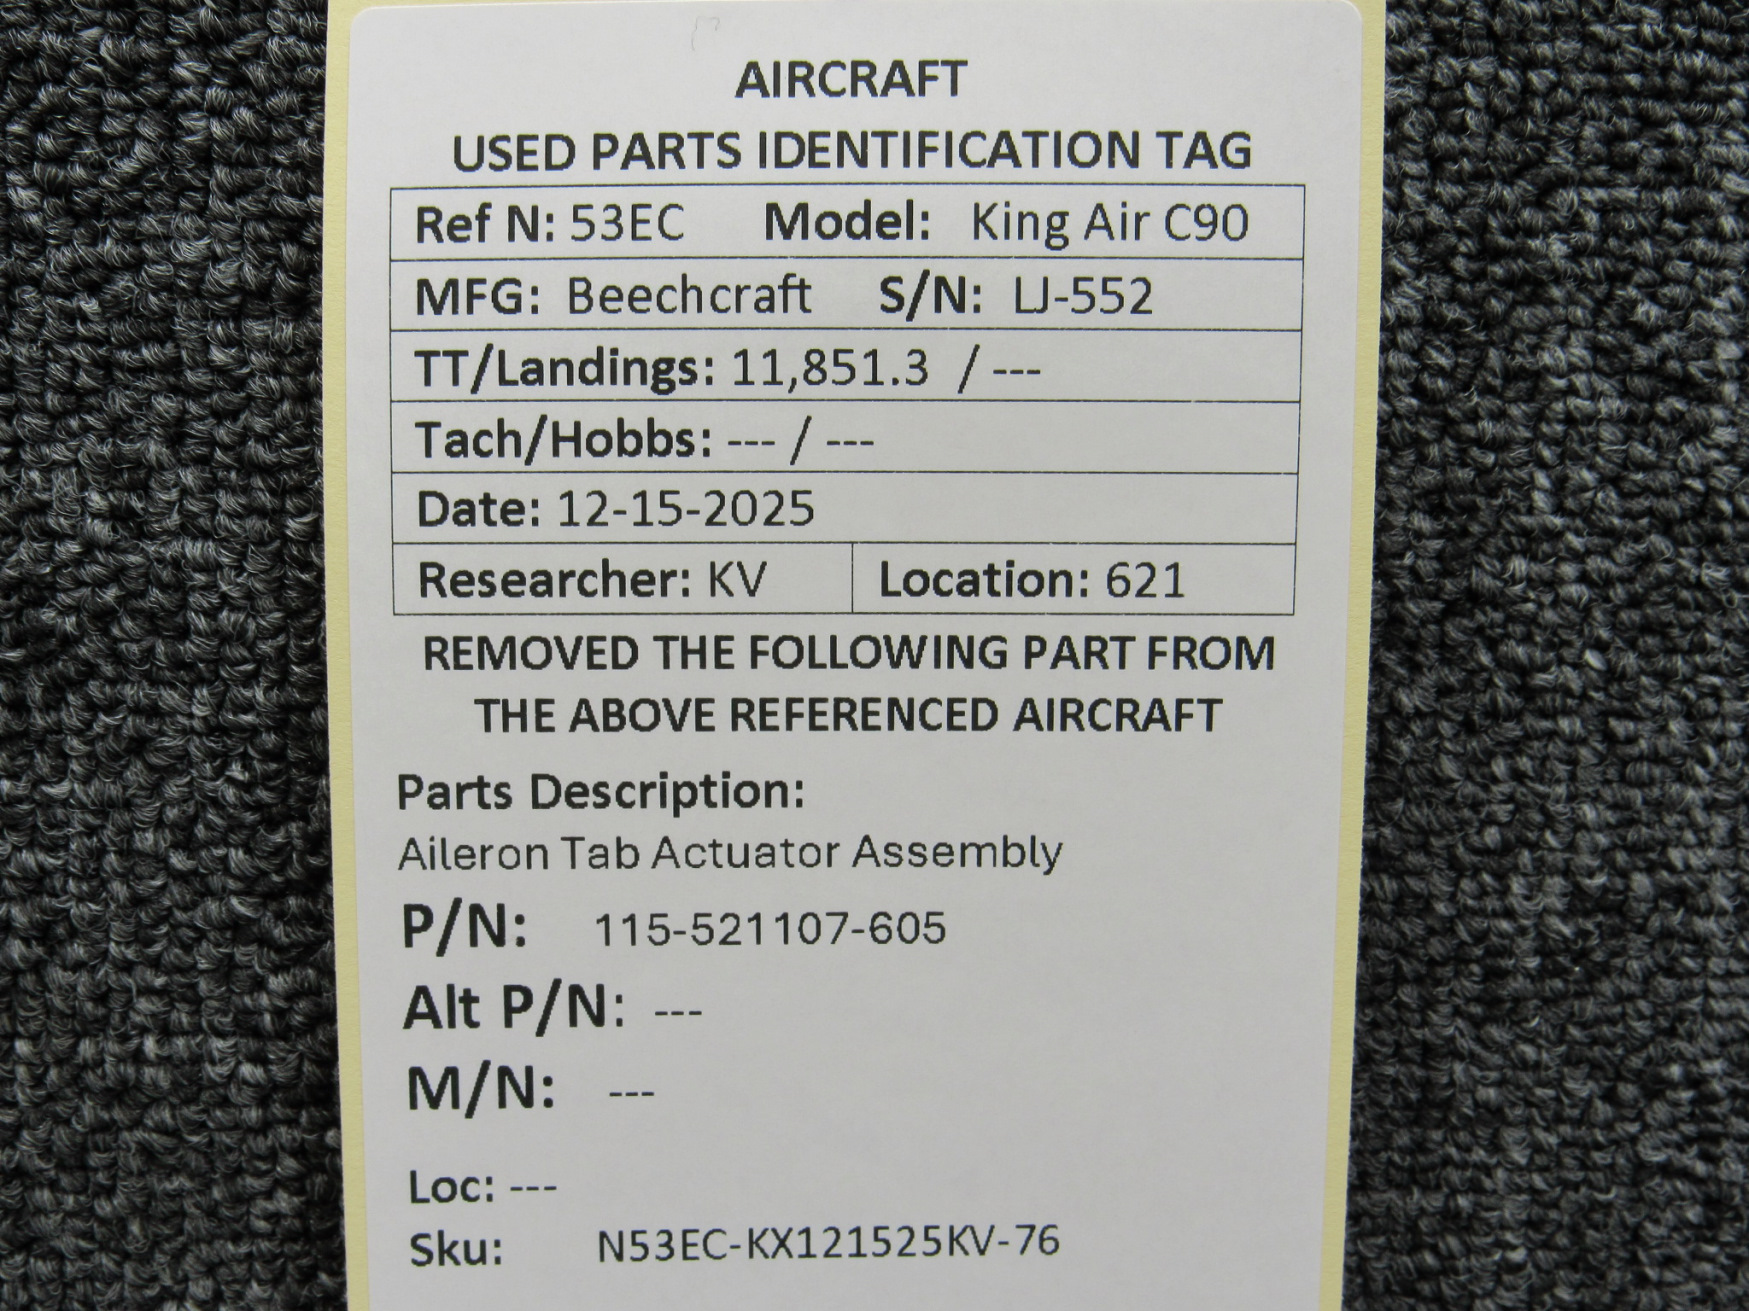 AIRCRAFT
USED PARTS IDENTIFICATION TAG
Ref N: 53EC Model: King Air C90
MFG: Beechcraft S/N: LJ-552
TT/Landings: 11,851.3 / ---
Tach/Hobbs: --- / ---
Date: 12-15-2025
Researcher: KV Location: 621
REMOVED THE FOLLOWING PART FROM
THE ABOVE REFERENCED AIRCRAFT
Parts Description:
Aileron Tab Actuator Assembly
P/N: 115-521107-605
Alt P/N: ---
M/N: ---
Loc: ---
Sku: N53EC-KX121525KV-76